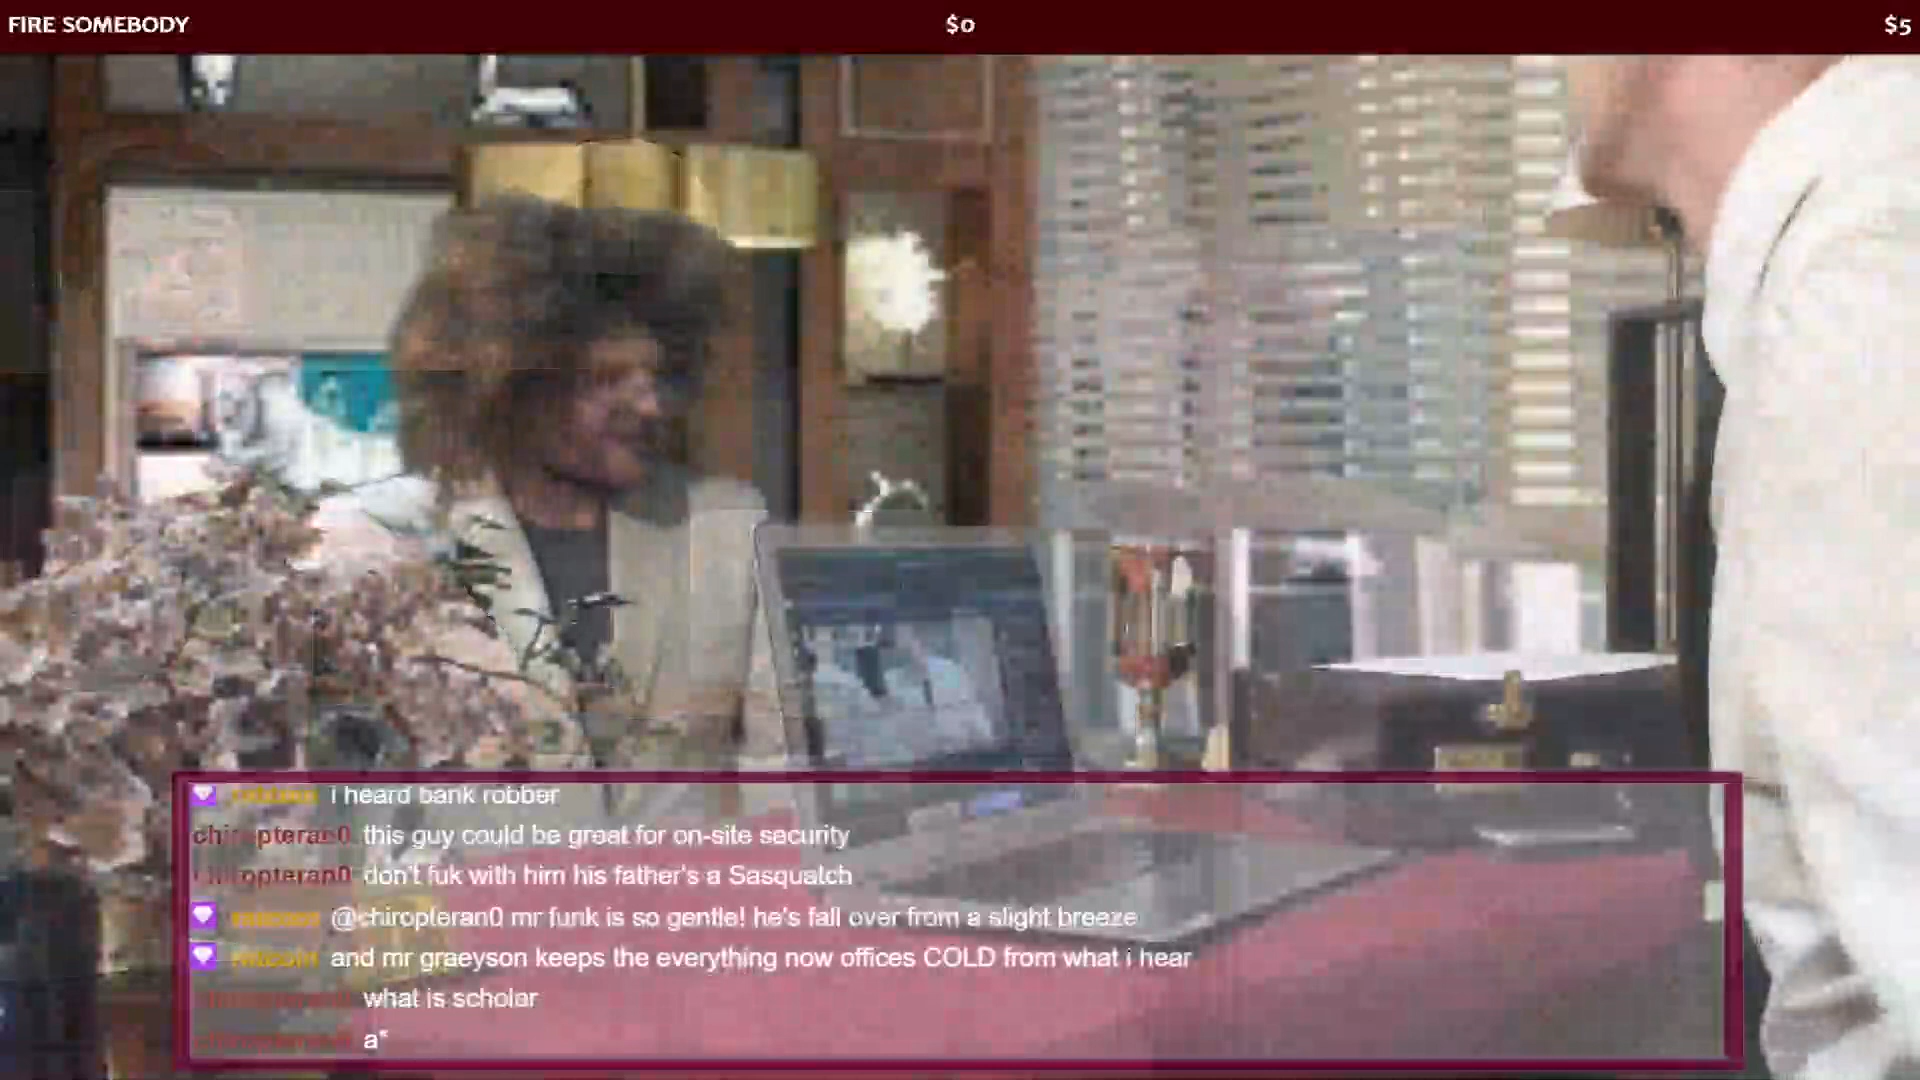 FIRE SOMEBODY $0 $5
i heard bank robber
chiropteran0 this guy could be great for on-site security
chiropteran0 don't fuk with him his father's a Sasquatch
@chiropteran0 mr funk is so gentle! he's fall over from a slight breeze
and mr graeyson keeps the everything now offices COLD from what i hear
what is scholar
a*